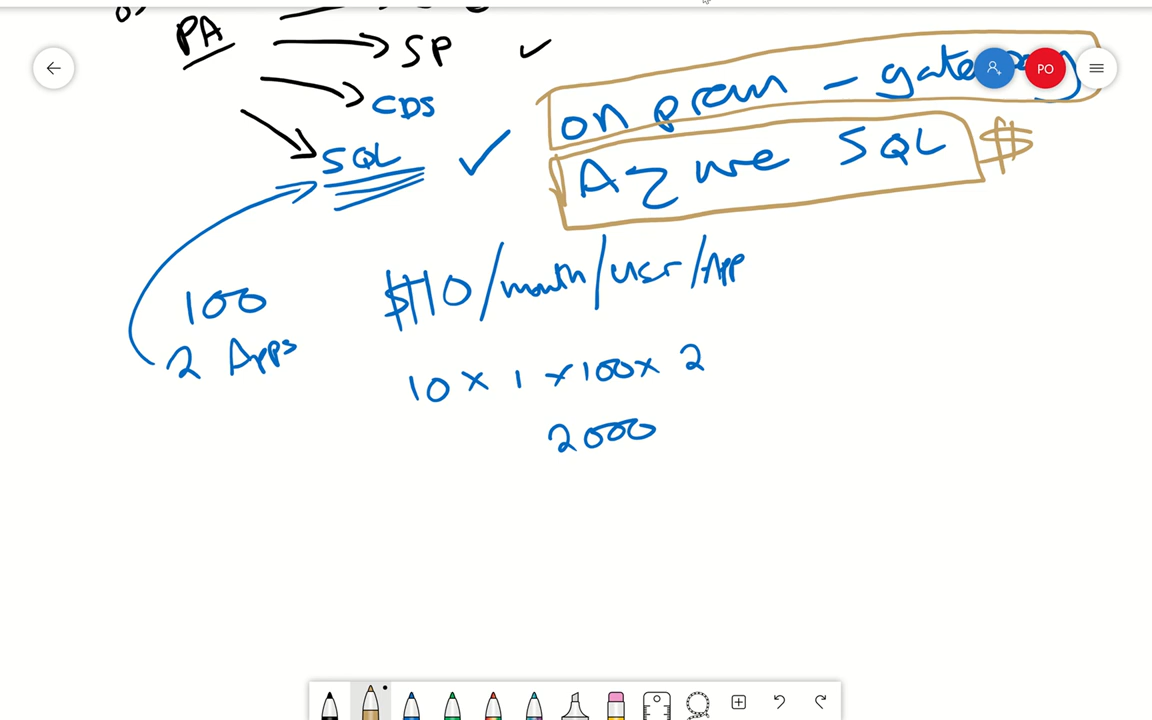 PA
SP
CDS
SQL
on prem - gateway
Azure SQL $
PO
100
2 Apps
$10/month/user/App
10 x 1 x 100 x 2
2000